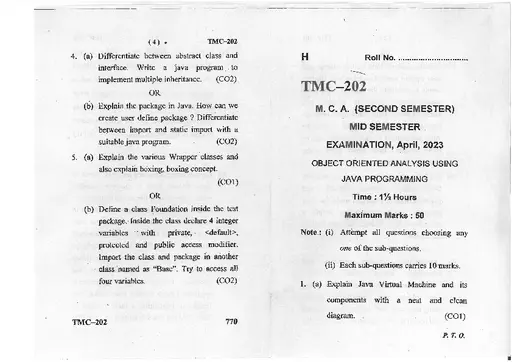 ( 4 ) . TMC-202
4. (a) Differentiate between abstract class and
interface. Write a java program to
implement multiple inheritance. (CO2)
OR
(b) Explain the package in Java. How can we
create user define package ? Differentiate
between import and static import with a
suitable java program. (CO2)
5. (a) Explain the various Wrapper classes and
also explain boxing, boxing concept.
(CO1)
OR
(b) Define a class Foundation inside the test
package. Inside the class declare 4 integer
variables with private, <default>,
protected and public access modifier.
Import the class and package in another
class named as "Base". Try to access all
four variables. (CO2)
TMC-202 770
H Roll No. ..............................
TMC-202
M. C. A. (SECOND SEMESTER)
MID SEMESTER
EXAMINATION, April, 2023
OBJECT ORIENTED ANALYSIS USING
JAVA PROGRAMMING
Time : 1½ Hours
Maximum Marks : 50
Note : (i) Attempt all questions choosing any
one of the sub-questions.
(ii) Each sub-questions carries 10 marks.
1. (a) Explain Java Virtual Machine and its
components with a neat and clean
diagram. (CO1)
P. T. O.